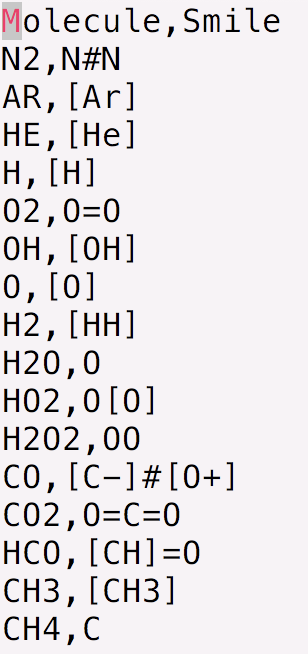 Molecule,Smile
N2,N#N
AR,[Ar]
HE,[He]
H,[H]
O2,O=O
OH,[OH]
O,[O]
H2,[HH]
H2O,O
HO2,O[O]
H2O2,OO
CO,[C-]#[O+]
CO2,O=C=O
HCO,[CH]=O
CH3,[CH3]
CH4,C